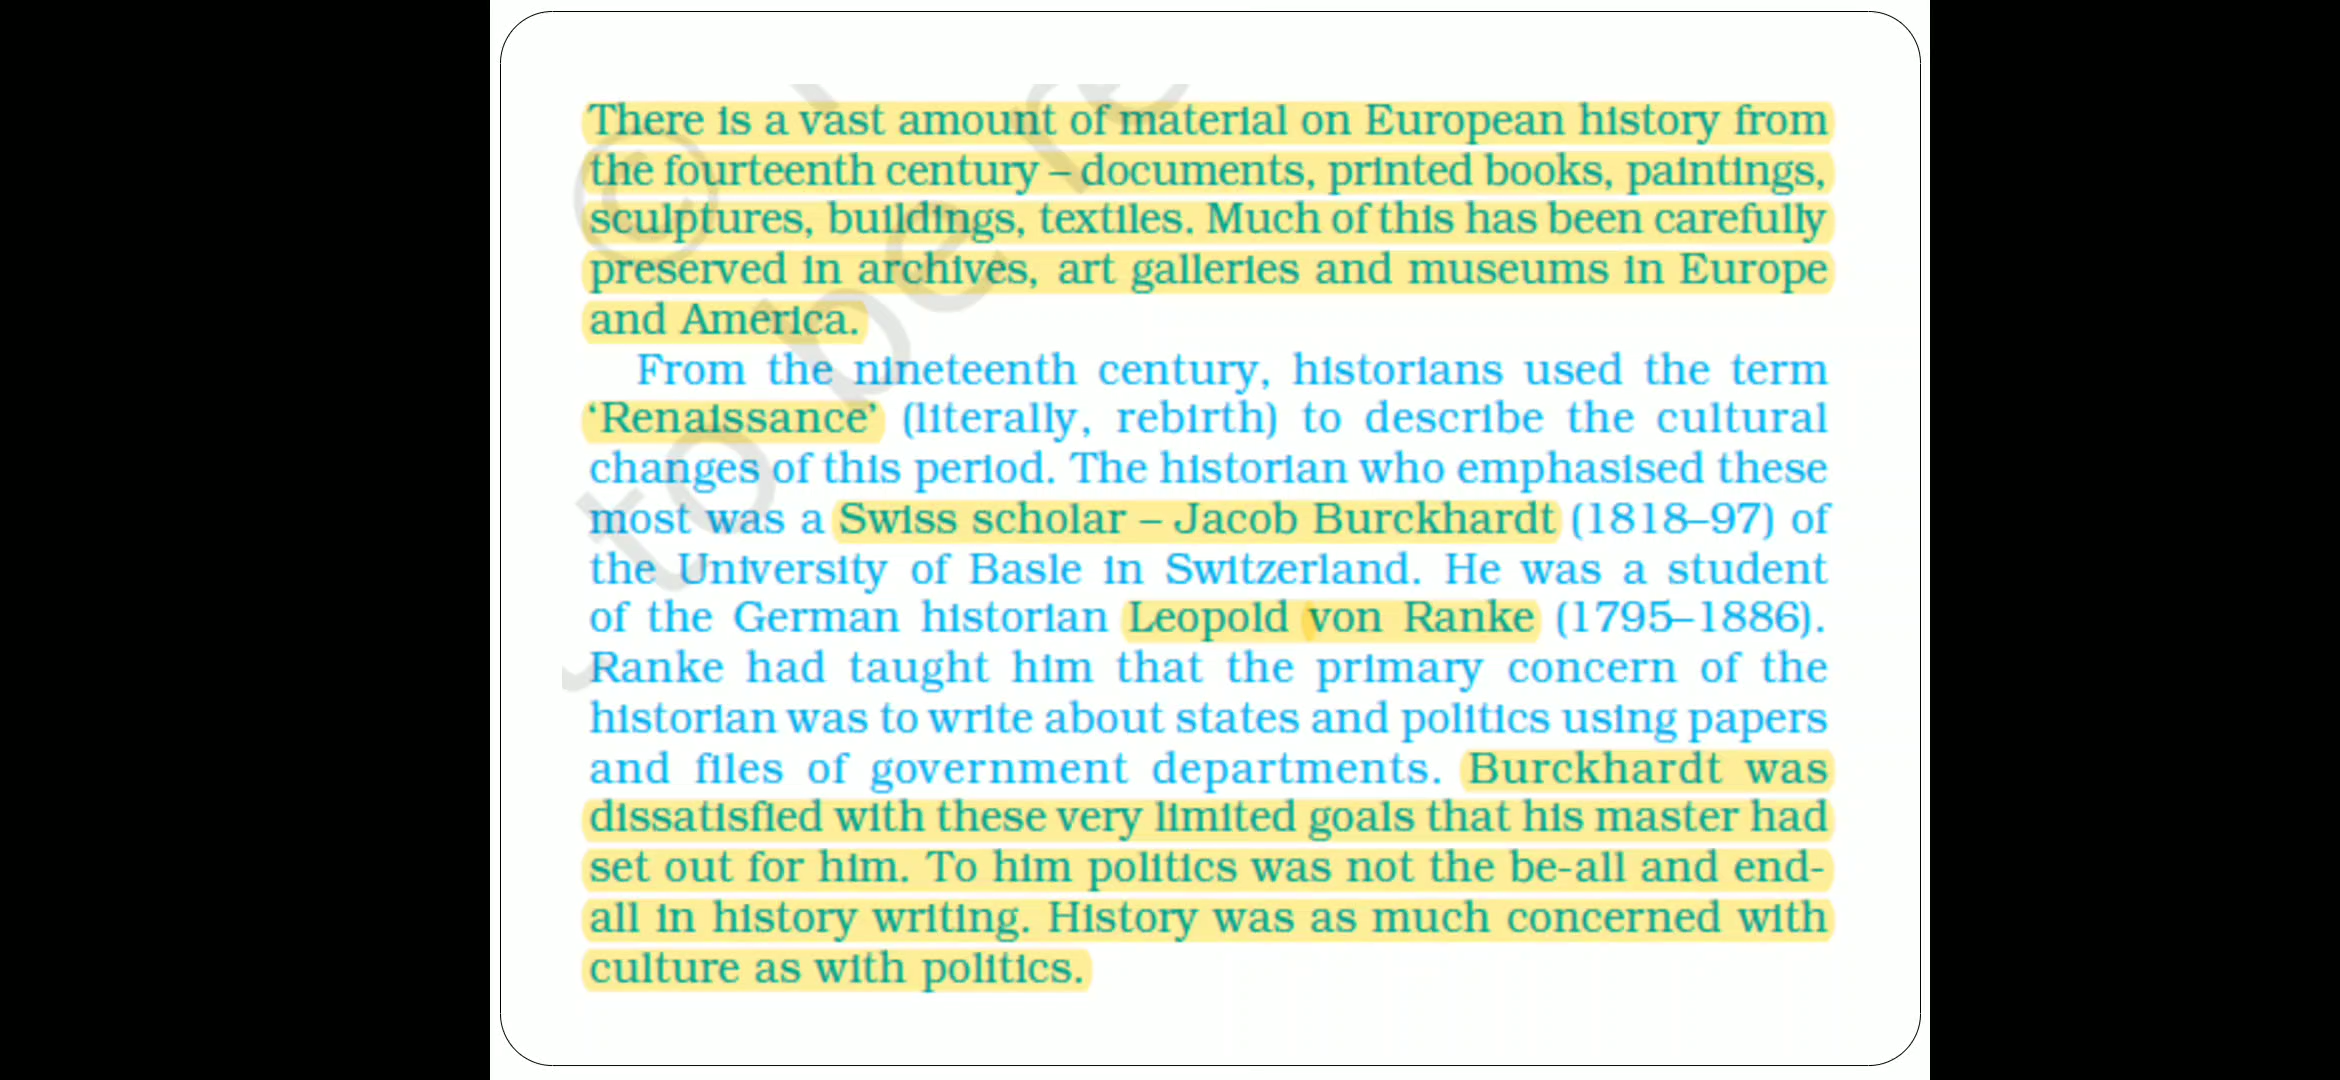 There is a vast amount of material on European history from
the fourteenth century – documents, printed books, paintings,
sculptures, buildings, textiles. Much of this has been carefully
preserved in archives, art galleries and museums in Europe
and America.
From the nineteenth century, historians used the term
‘Renaissance’ (literally, rebirth) to describe the cultural
changes of this period. The historian who emphasised these
most was a Swiss scholar – Jacob Burckhardt (1818–97) of
the University of Basle in Switzerland. He was a student
of the German historian Leopold von Ranke (1795–1886).
Ranke had taught him that the primary concern of the
historian was to write about states and politics using papers
and files of government departments. Burckhardt was
dissatisfied with these very limited goals that his master had
set out for him. To him politics was not the be-all and end-
all in history writing. History was as much concerned with
culture as with politics.
©
to be re